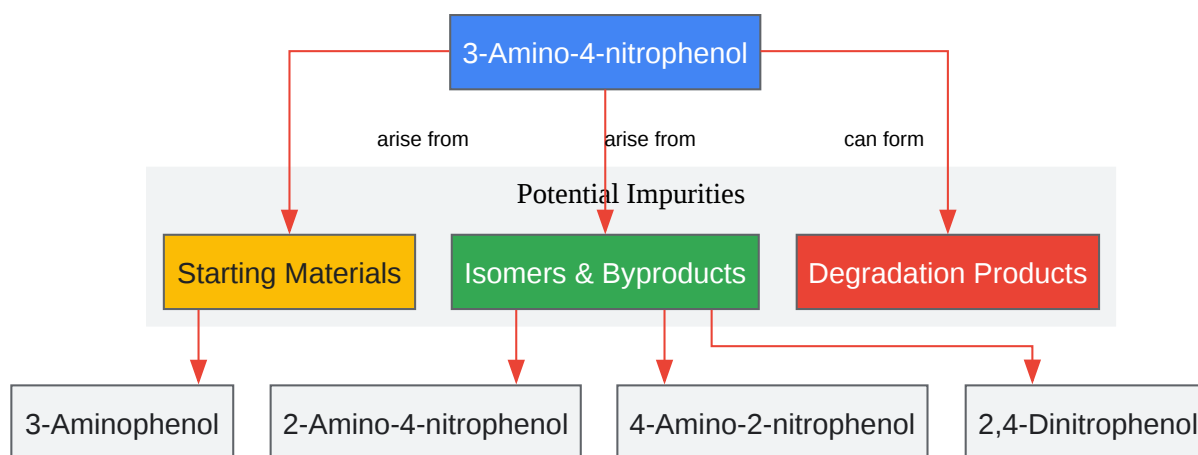 3-Amino-4-nitrophenol
arise from
arise from
can form
Potential Impurities
Starting Materials
Isomers & Byproducts
Degradation Products
3-Aminophenol
2-Amino-4-nitrophenol
4-Amino-2-nitrophenol
2,4-Dinitrophenol